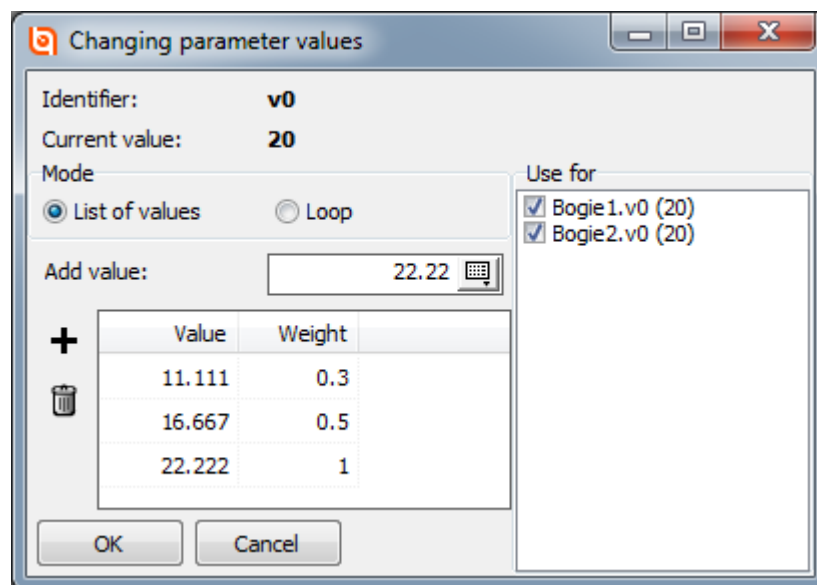 Changing parameter values
Identifier: v0
Current value: 20
Mode
List of values Loop
Add value: 22.22
Value Weight
11.111 0.3
16.667 0.5
22.222 1
OK Cancel
Use for
Bogie1.v0 (20)
Bogie2.v0 (20)